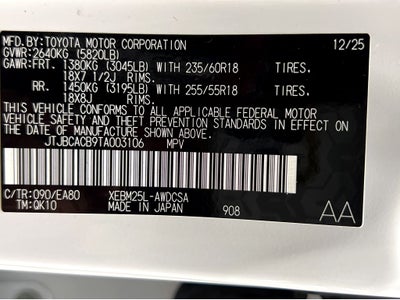 MFD.BY:TOYOTA MOTOR CORPORATION 12/25
GVWR:2640KG (5820LB)
GAWR:FRT. 1380KG (3045LB) WITH 235/60R18 TIRES.
18X7 1/2J RIMS.
RR. 1450KG (3195LB) WITH 255/55R18 TIRES.
18X8J RIMS.
THIS VEHICLE CONFORMS TO ALL APPLICABLE FEDERAL MOTOR
VEHICLE SAFETY AND THEFT PREVENTION STANDARDS IN EFFECT
ON THE DATE OF MANUFACTURE SHOWN ABOVE.
JTJBCACB9TA003106 MPV
C/TR:090/EA80 XEBM25L-AWDCSA
TM:QK10 MADE IN JAPAN 908 AA